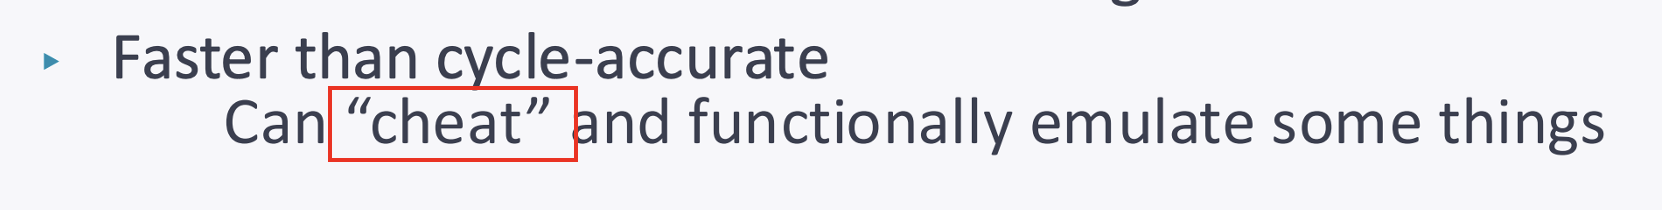 Faster than cycle-accurate
Can “cheat” and functionally emulate some things